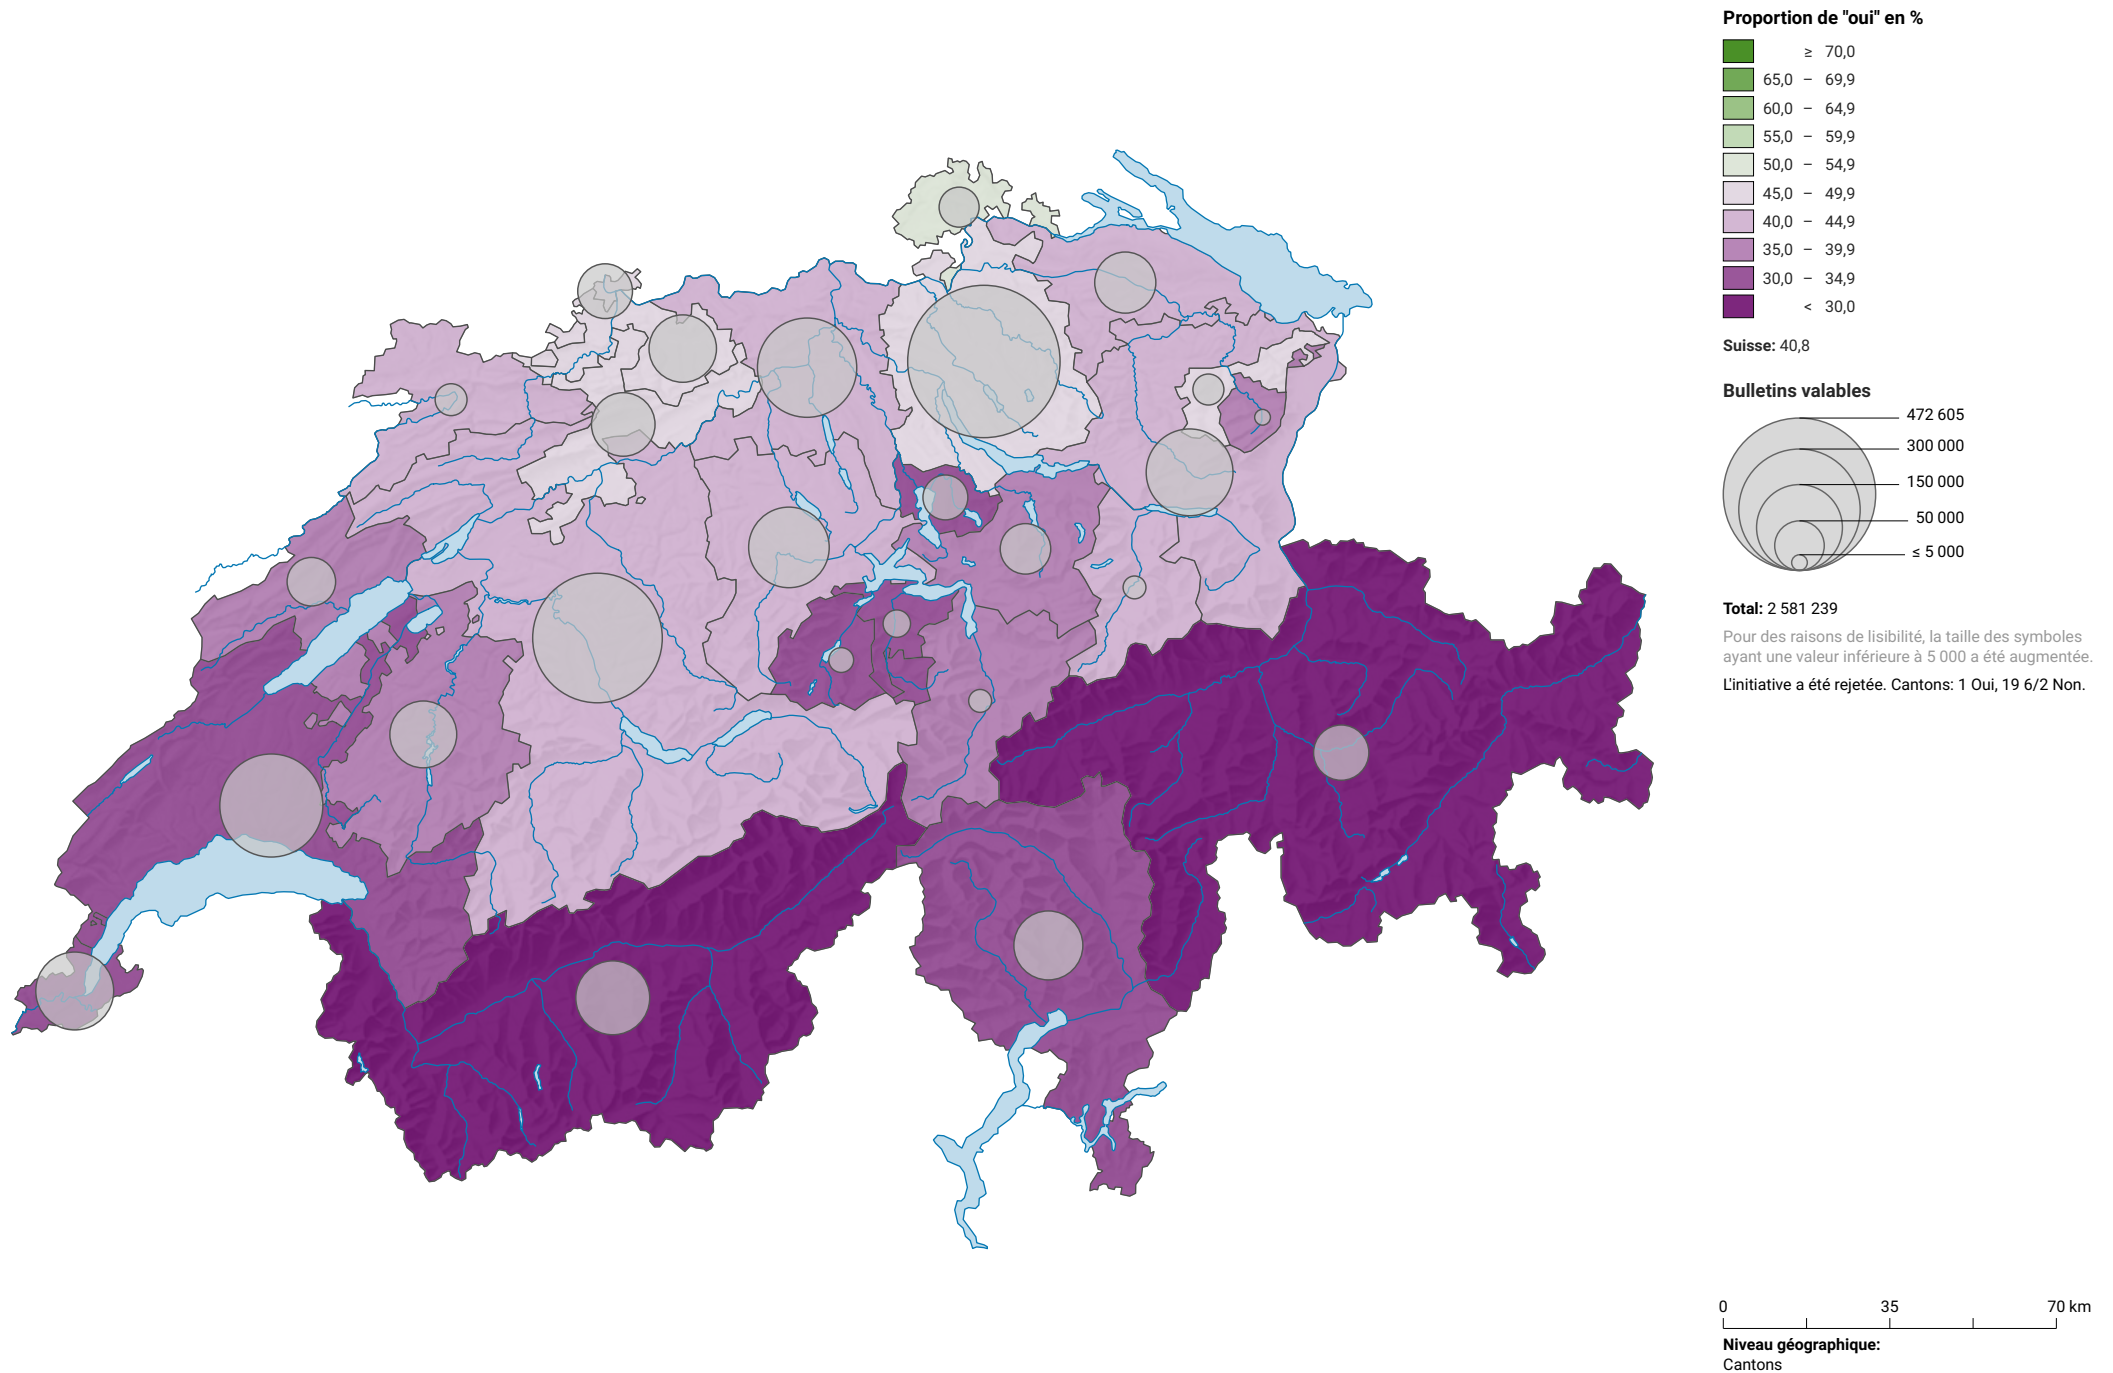 Proportion de "oui" en %
≥ 70,0
65,0 – 69,9
60,0 – 64,9
55,0 – 59,9
50,0 – 54,9
45,0 – 49,9
40,0 – 44,9
35,0 – 39,9
30,0 – 34,9
< 30,0
Suisse: 40,8
Bulletins valables
472 605
300 000
150 000
50 000
≤ 5 000
Total: 2 581 239
Pour des raisons de lisibilité, la taille des symboles
ayant une valeur inférieure à 5 000 a été augmentée.
L'initiative a été rejetée. Cantons: 1 Oui, 19 6/2 Non.
0 35 70 km
Niveau géographique:
Cantons